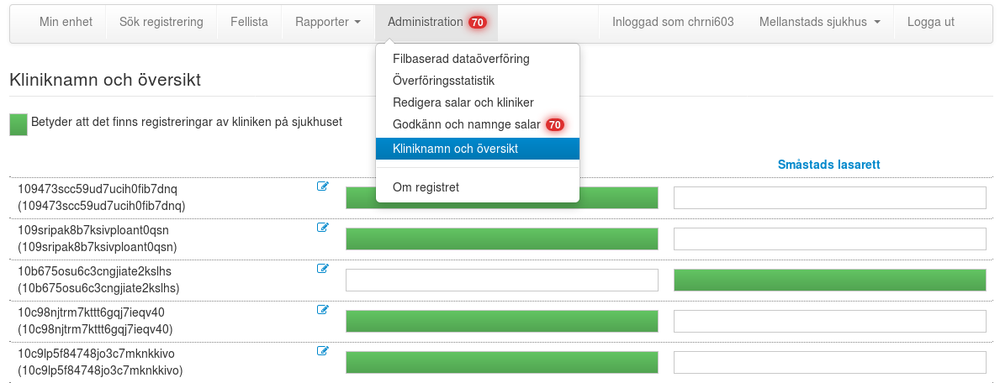 Min enhet Sök registrering Fellista Rapporter Administration 70 Inloggad som chrni603 Mellanstads sjukhus Logga ut
Filbaserad dataöverföring
Överföringsstatistik
Redigera salar och kliniker
Godkänn och namnge salar 70
Kliniknamn och översikt
Om registret
Kliniknamn och översikt
Betyder att det finns registreringar av kliniken på sjukhuset
Småstads lasarett
109473scc59ud7ucih0fib7dnq
(109473scc59ud7ucih0fib7dnq)
109sripak8b7ksivploant0qsn
(109sripak8b7ksivploant0qsn)
10b675osu6c3cngjiate2kslhs
(10b675osu6c3cngjiate2kslhs)
10c98njtrm7kttt6gqj7ieqv40
(10c98njtrm7kttt6gqj7ieqv40)
10c9lp5f84748jo3c7mknkkivo
(10c9lp5f84748jo3c7mknkkivo)